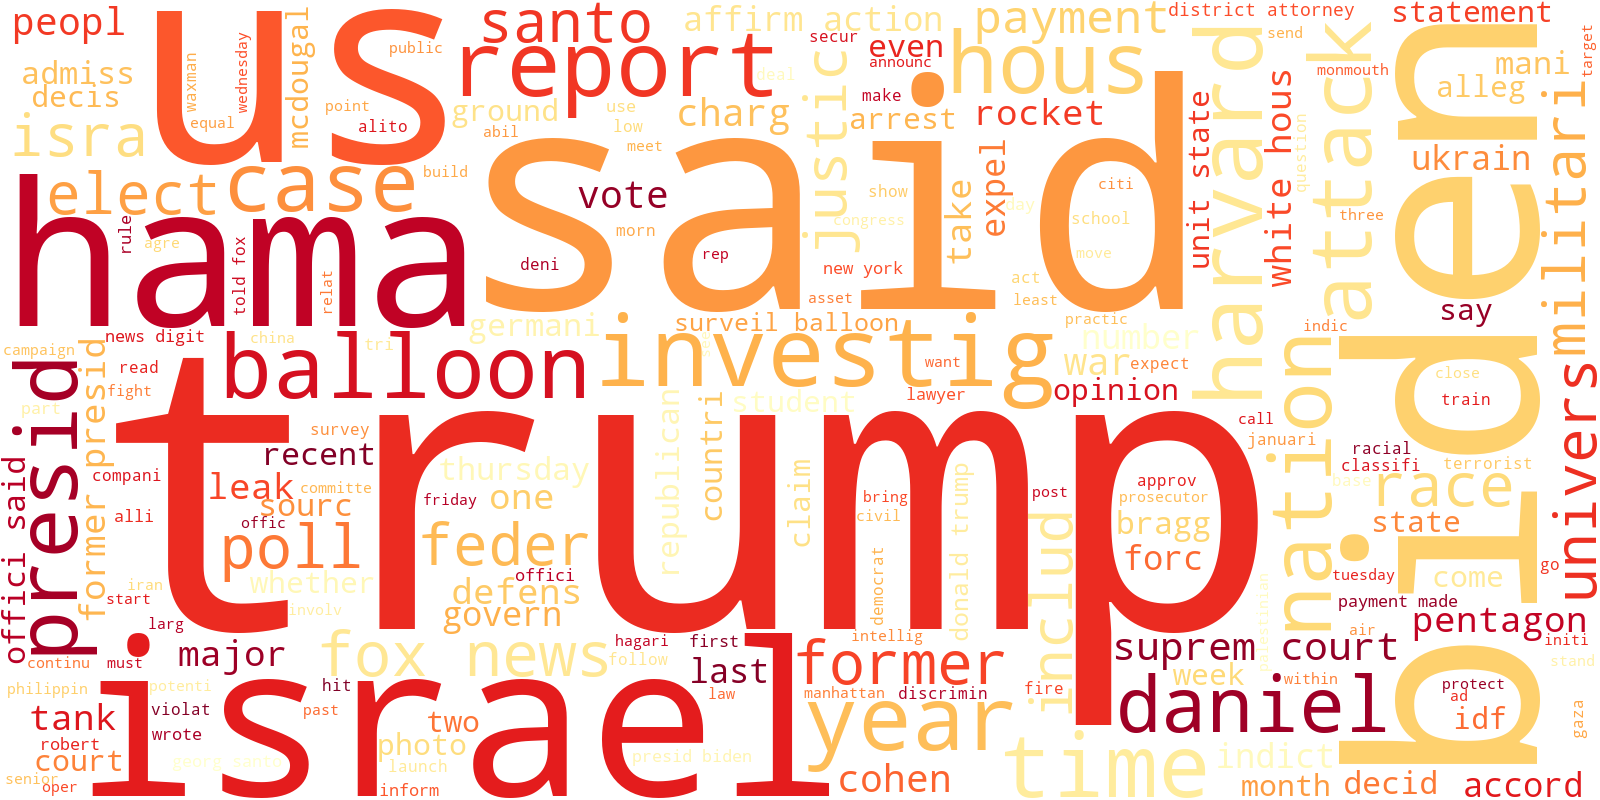 peopl
us
santo
affirm action
payment
district attorney
statement
public
report
secur
even
hous
send
admiss
wednesday
announc
harvard
attack
biden
mani
target
decis
waxman
mcdougal
deal
monmouth
alleg
militari
point
ground
use
charg
make
rocket
white hous
isra
equal
alito
abil
low
arrest
unit state
question
case
meet
justic
said
expel
ukrain
elect
build
vote
show
take
citi
three
hama
rule
agre
morn
congress
day
school
told fox
relat
deni
rep
new york
move
act
asset
least
say
news digit
china
tri
germani
surveil balloon
investig
practic
number
indic
nation
campaign
presid
former presid
read
balloon
want
war
expect
close
fight
part
student
lawyer
opinion
train
univers
trump
survey
republican
countri
call
januari
recent
thursday
racial
classifi
terrorist
offici said
compani
leak
committe
one
claim
donald trump
approv
base
race
sourc
friday
bring
post
prosecutor
alli
offic
poll
feder
civil
includ
bragg
state
forc
whether
offici
democrat
palestinian
tuesday
go
iran
start
defens
come
involv
govern
payment made
pentagon
larg
major
fox news
hagari
first
intellig
former
suprem court
air
initi
continu
must
follow
last
week
stand
israel
philippin
potenti
hit
law
manhattan
discrimin
fire
within
protect
ad
tank
violat
past
two
year
daniel
idf
gaza
robert
wrote
photo
time
court
georg santo
launch
presid biden
indict
senior
oper
inform
cohen
month
decid
accord